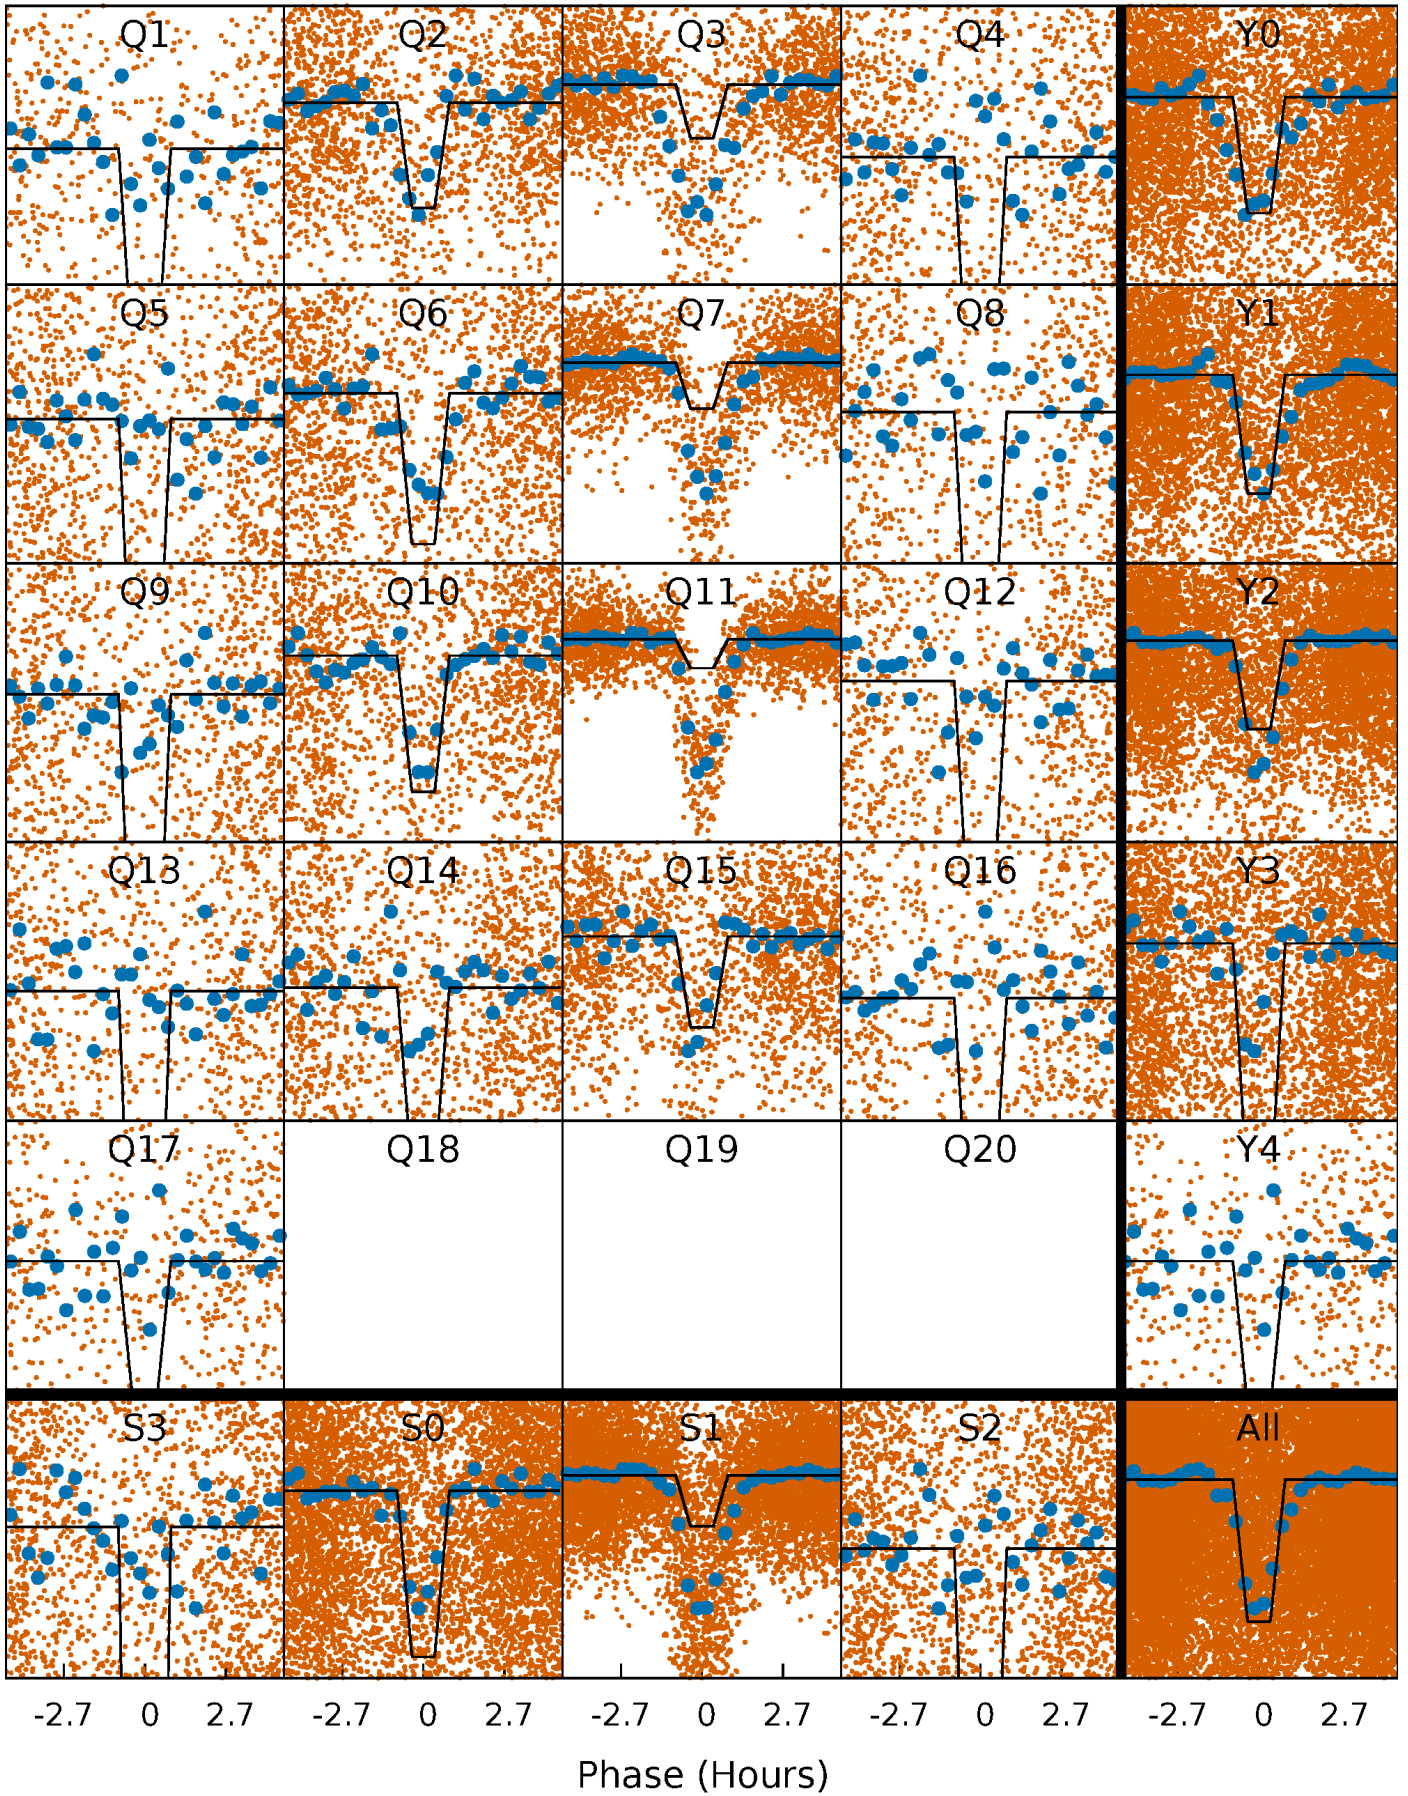 Q1 Q2 Q3 Q4 Y0
Q5 Q6 Q7 Q8 Y1
Q9 Q10 Q11 Q12 Y2
Q13 Q14 Q15 Q16 Y3
Q17 Q18 Q19 Q20 Y4
S3 S0 S1 S2 All
-2.7 0 2.7 -2.7 0 2.7 -2.7 0 2.7 -2.7 0 2.7 -2.7 0 2.7
Phase (Hours)